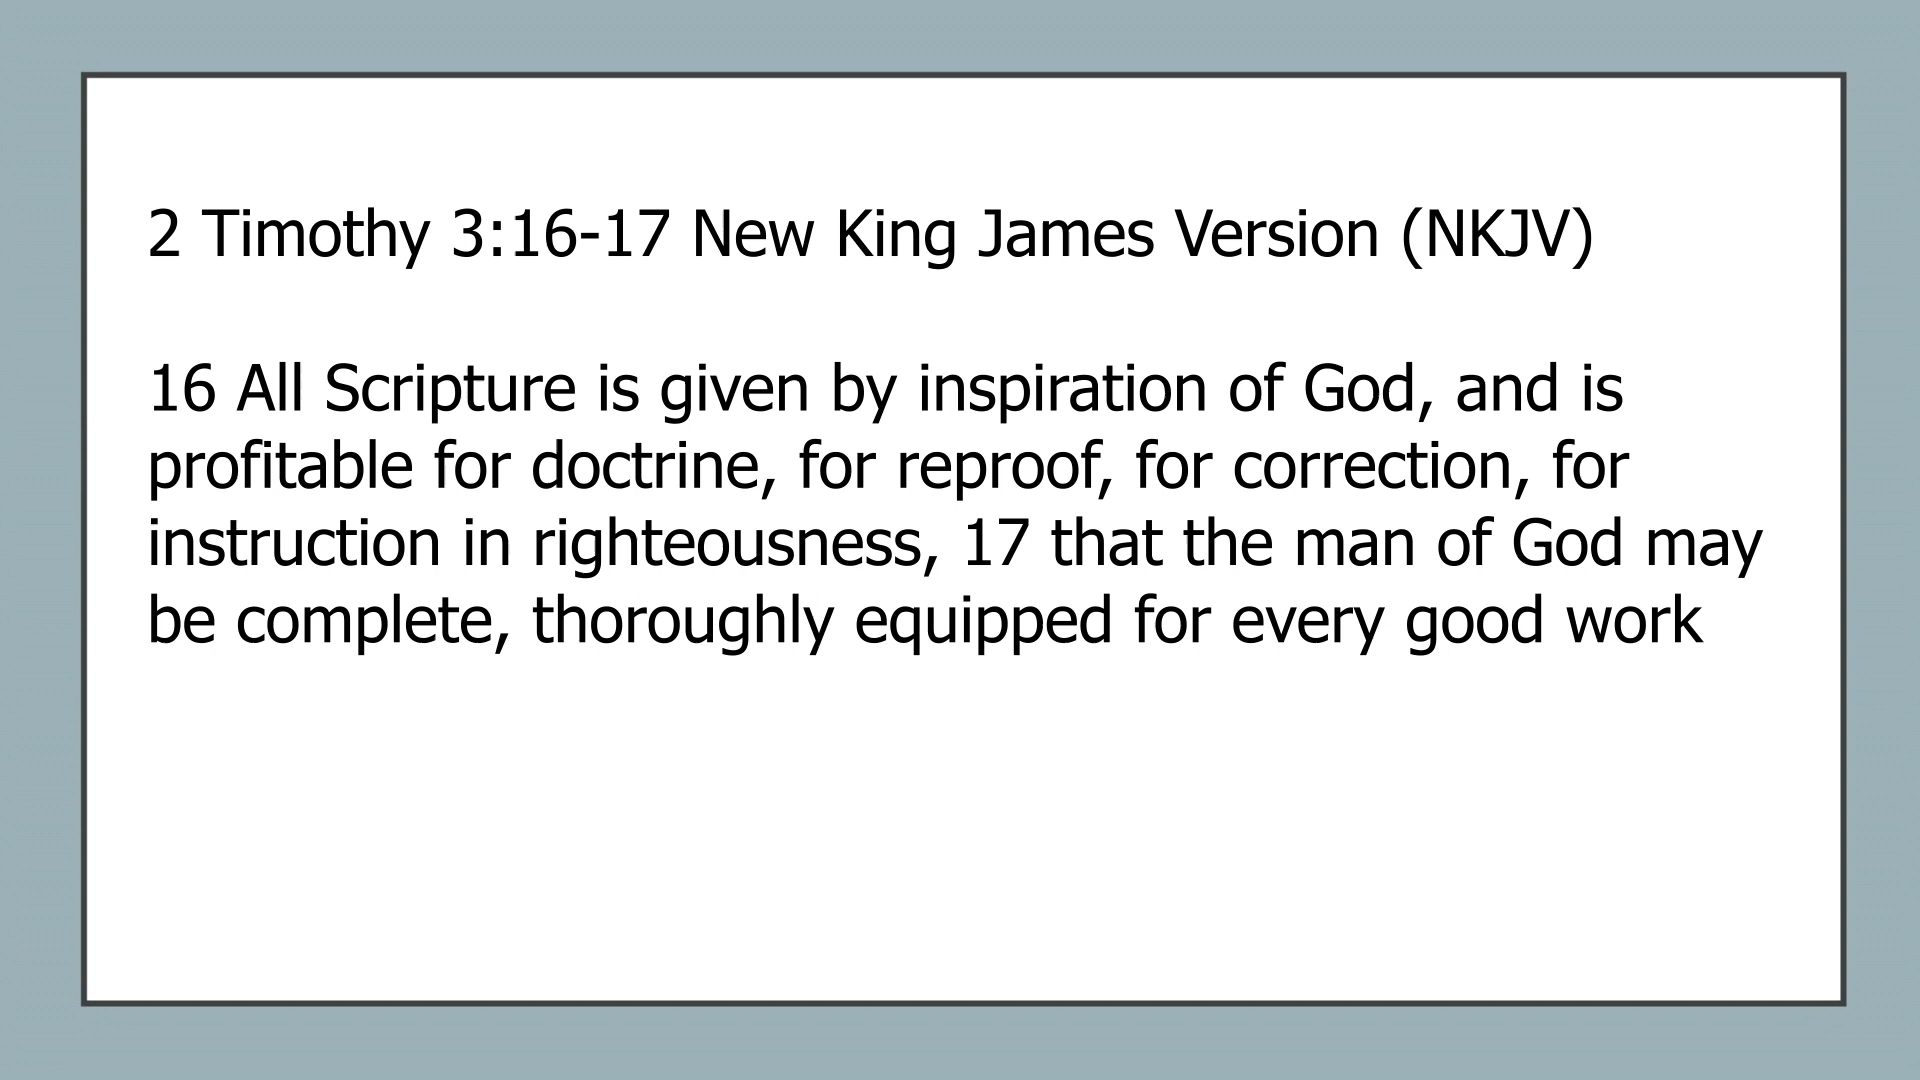 2 Timothy 3:16-17 New King James Version (NKJV)
16 All Scripture is given by inspiration of God, and is
profitable for doctrine, for reproof, for correction, for
instruction in righteousness, 17 that the man of God may
be complete, thoroughly equipped for every good work